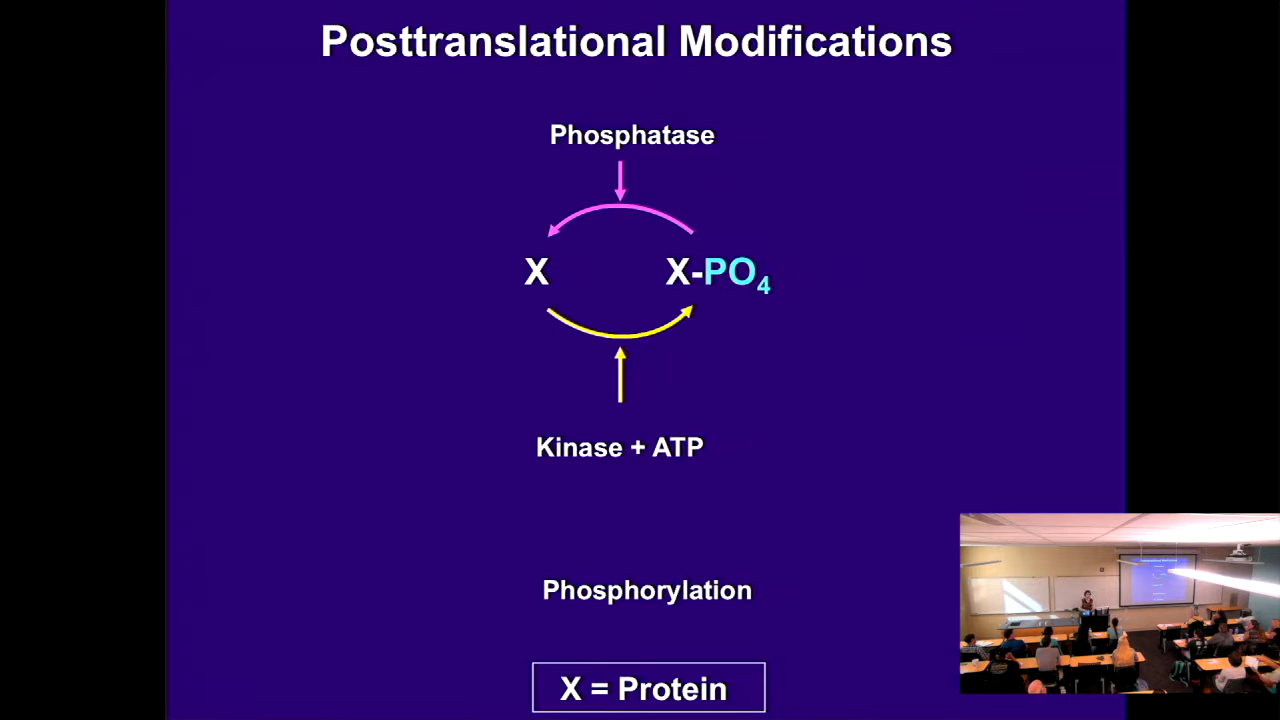 Posttranslational Modifications
Phosphatase
X X-PO₄
Kinase + ATP
Phosphorylation
X = Protein